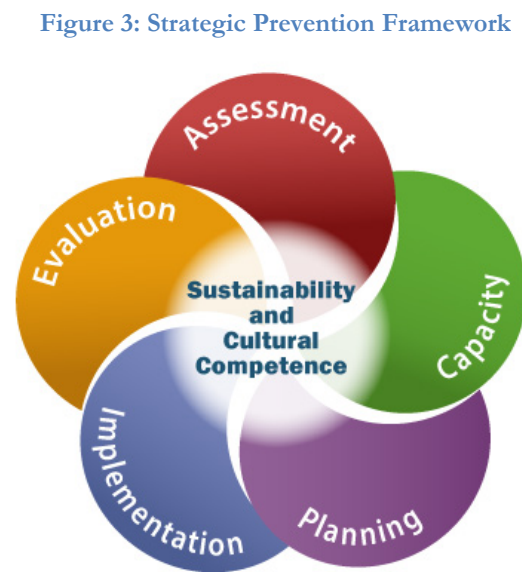 Figure 3: Strategic Prevention Framework
Assessment
Capacity
Planning
Implementation
Evaluation
Sustainability
and
Cultural
Competence